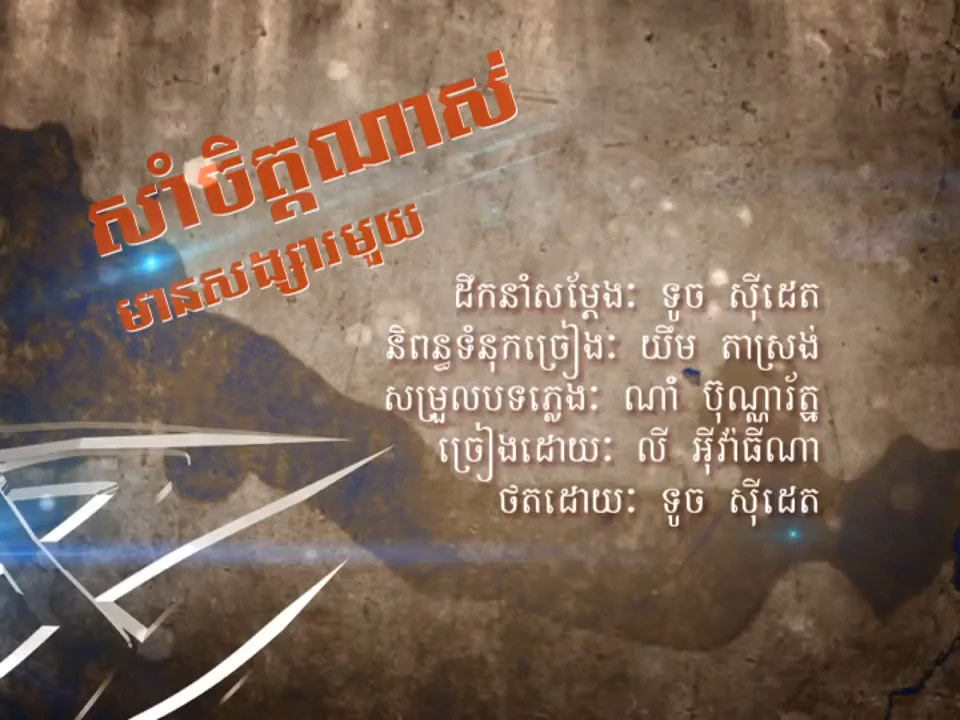 សាំចិត្តណាស់
មានសង្សារមួយ
ដឹកនាំសម្ដែងៈ ទូច ស៊ីដេត
និពន្ធទំនុកច្រៀងៈ យឹម តាស្រង់
សម្រួលបទភ្លេងៈ ណាំ ប៊ុណ្ណារ័ត្ន
ច្រៀងដោយៈ លី អ៊ីវ៉ាធីណា
ថតដោយៈ ទូច ស៊ីដេត